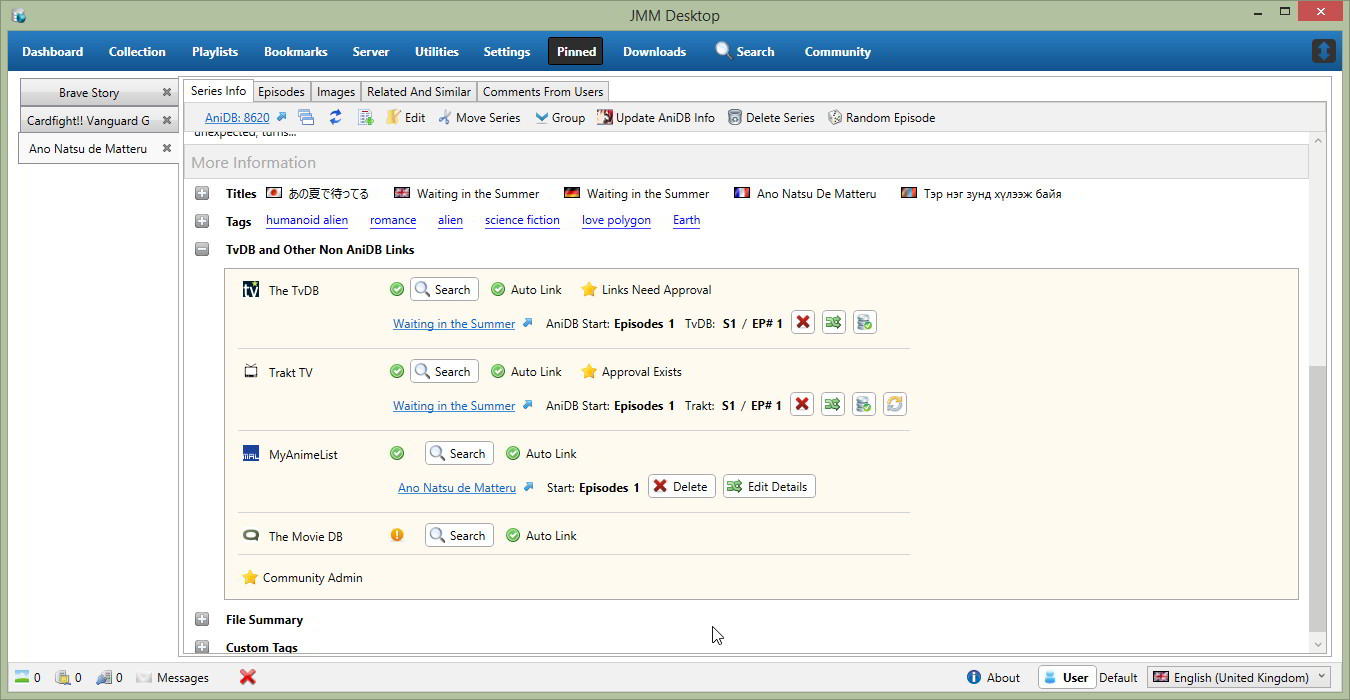 JMM Desktop
Dashboard Collection Playlists Bookmarks Server Utilities Settings Pinned Downloads Search Community
Brave Story
Cardfight!! Vanguard G
Ano Natsu de Matteru
Series Info Episodes Images Related And Similar Comments From Users
AniDB: 8620 Edit Move Series Group Update AniDB Info Delete Series Random Episode
unexpected, turns...
More Information
Titles あの夏で待ってる Waiting in the Summer Waiting in the Summer Ano Natsu De Matteru Тэр нэг зунд хүлээж байя
Tags humanoid alien romance alien science fiction love polygon Earth
TvDB and Other Non AniDB Links
tv The TvDB Search Auto Link Links Need Approval
Waiting in the Summer AniDB Start: Episodes 1 TvDB: S1 / EP# 1
Trakt TV Search Auto Link Approval Exists
Waiting in the Summer AniDB Start: Episodes 1 Trakt: S1 / EP# 1
MAL MyAnimeList Search Auto Link
Ano Natsu de Matteru Start: Episodes 1 Delete Edit Details
The Movie DB Search Auto Link
Community Admin
File Summary
Custom Tags
0 0 0 Messages About User Default English (United Kingdom)